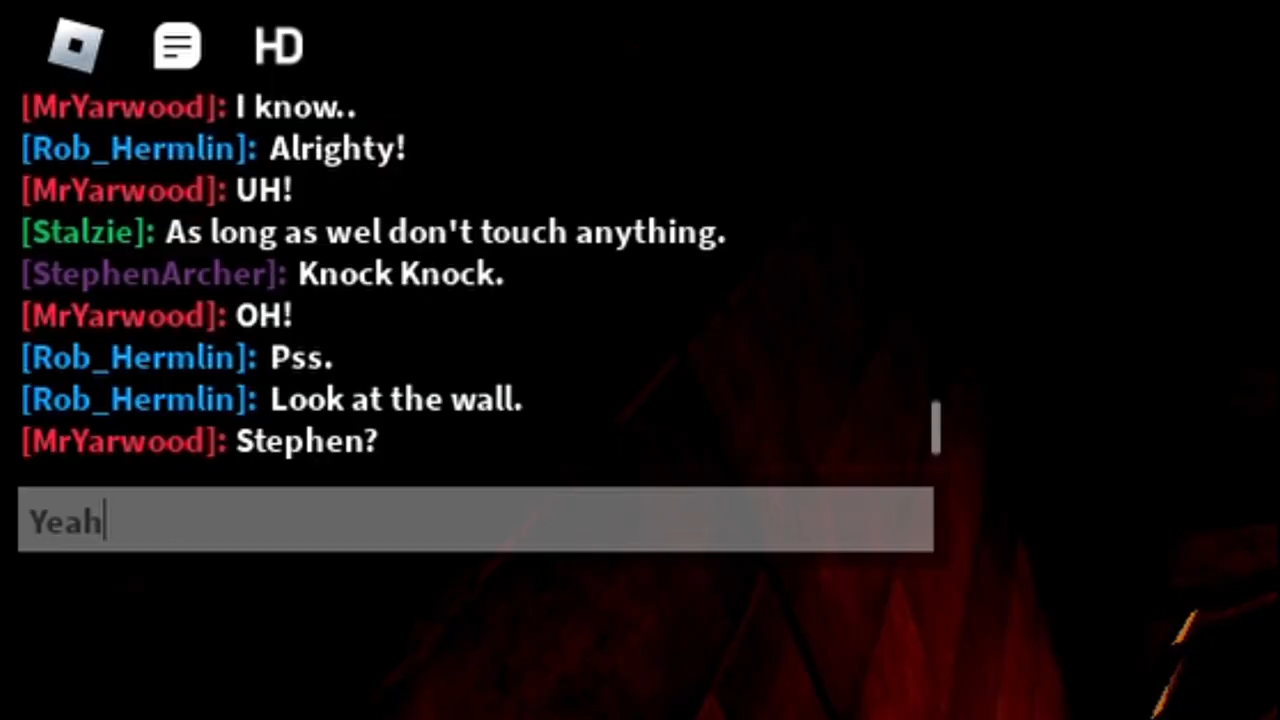 HD
[MrYarwood]: I know..
[Rob_Hermlin]: Alrighty!
[MrYarwood]: UH!
[Stalzie]: As long as wel don't touch anything.
[StephenArcher]: Knock Knock.
[MrYarwood]: OH!
[Rob_Hermlin]: Pss.
[Rob_Hermlin]: Look at the wall.
[MrYarwood]: Stephen?
Yeah